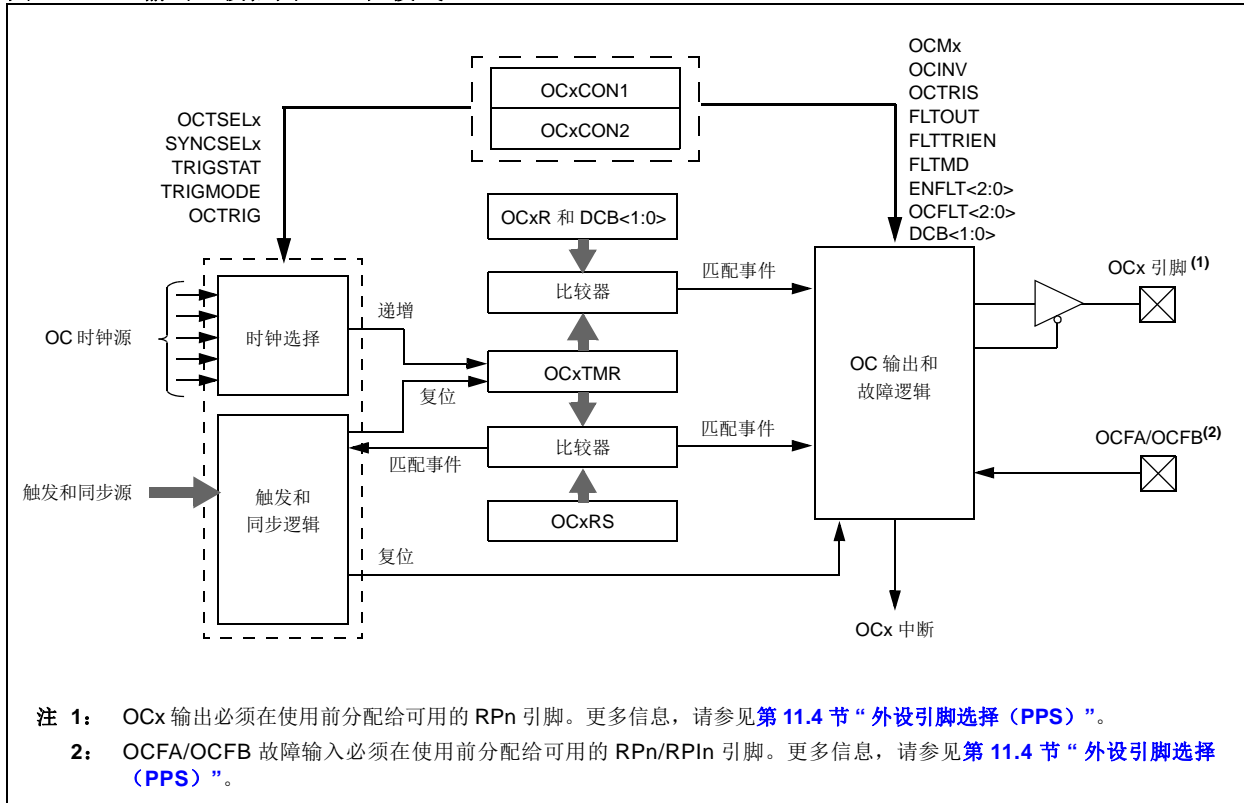 OCxCON1
OCxCON2
OCTSELx
SYNCSELx
TRIGSTAT
TRIGMODE
OCTRIG
OCMx
OCINV
OCTRIS
FLTOUT
FLTTRIEN
FLTMD
ENFLT<2:0>
OCFLT<2:0>
DCB<1:0>
OCxR 和 DCB<1:0>
匹配事件
OCx 引脚(1)
比较器
递增
OC 时钟源
时钟选择
OC 输出和
故障逻辑
OCxTMR
复位
匹配事件
OCFA/OCFB(2)
比较器
匹配事件
触发和同步源
触发和
同步逻辑
OCxRS
复位
OCx 中断
注 1： OCx 输出必须在使用前分配给可用的 RPn 引脚。更多信息，请参见第 11.4 节“ 外设引脚选择（PPS）”。
2： OCFA/OCFB 故障输入必须在使用前分配给可用的 RPn/RPIn 引脚。更多信息，请参见第 11.4 节“ 外设引脚选择
（PPS）”。